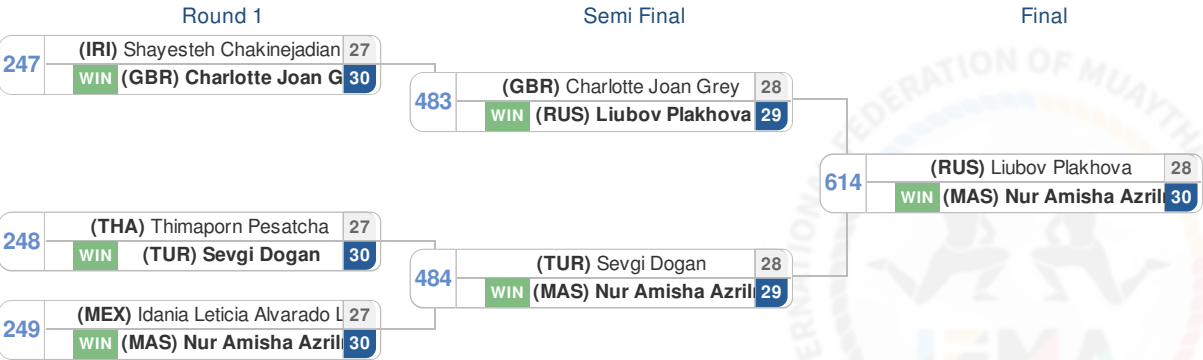 Round 1
Semi Final
Final
247
(IRI) Shayesteh Chakinejadian 27
WIN (GBR) Charlotte Joan G 30
483
(GBR) Charlotte Joan Grey 28
WIN (RUS) Liubov Plakhova 29
614
(RUS) Liubov Plakhova 28
WIN (MAS) Nur Amisha Azril 30
248
(THA) Thimaporn Pesatcha 27
WIN (TUR) Sevgi Dogan 30
484
(TUR) Sevgi Dogan 28
WIN (MAS) Nur Amisha Azril 29
249
(MEX) Idania Leticia Alvarado L 27
WIN (MAS) Nur Amisha Azril 30
FEDERATION OF MUAYTHA